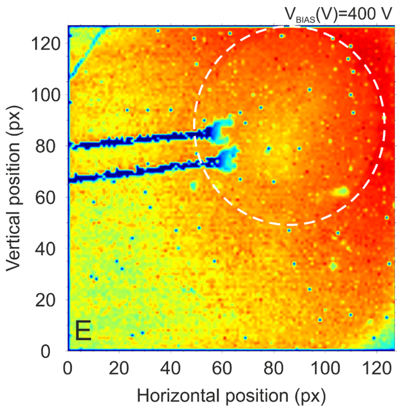 V_BIAS(V)=400 V
Vertical position (px)
120
100
80
60
40
20
0
E
0 20 40 60 80 100 120
Horizontal position (px)